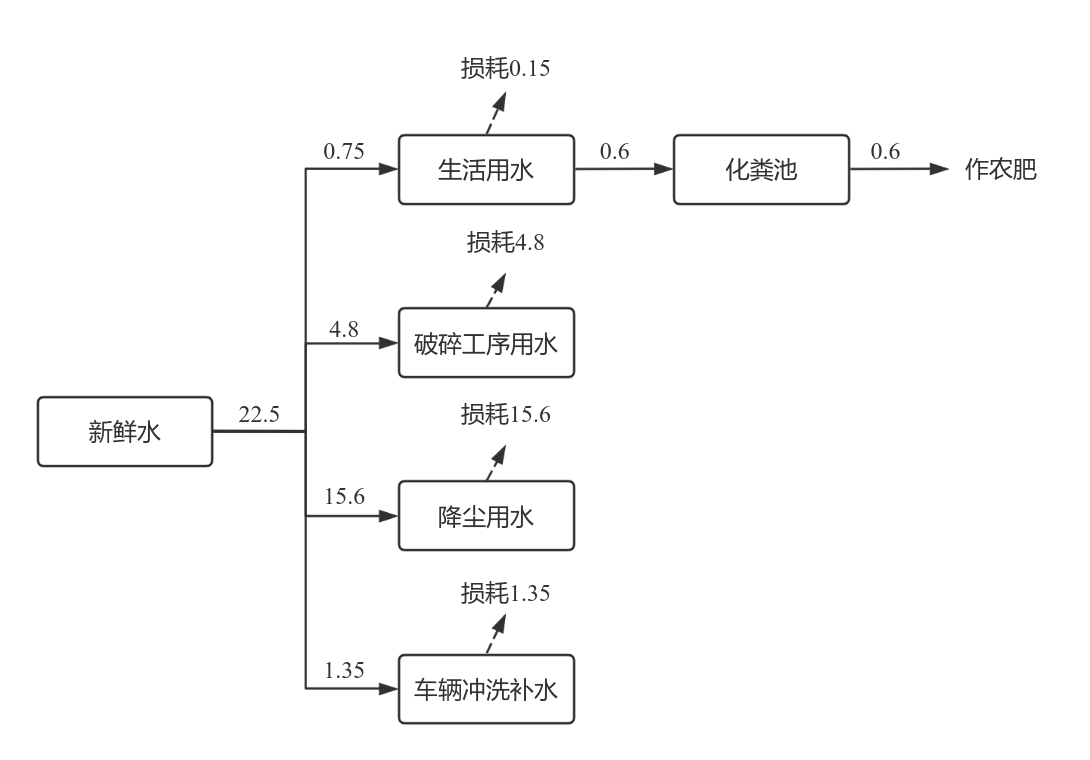 损耗0.15
0.75
生活用水
0.6
化粪池
0.6
作农肥
损耗4.8
4.8
破碎工序用水
新鲜水
22.5
损耗15.6
15.6
降尘用水
损耗1.35
1.35
车辆冲洗补水